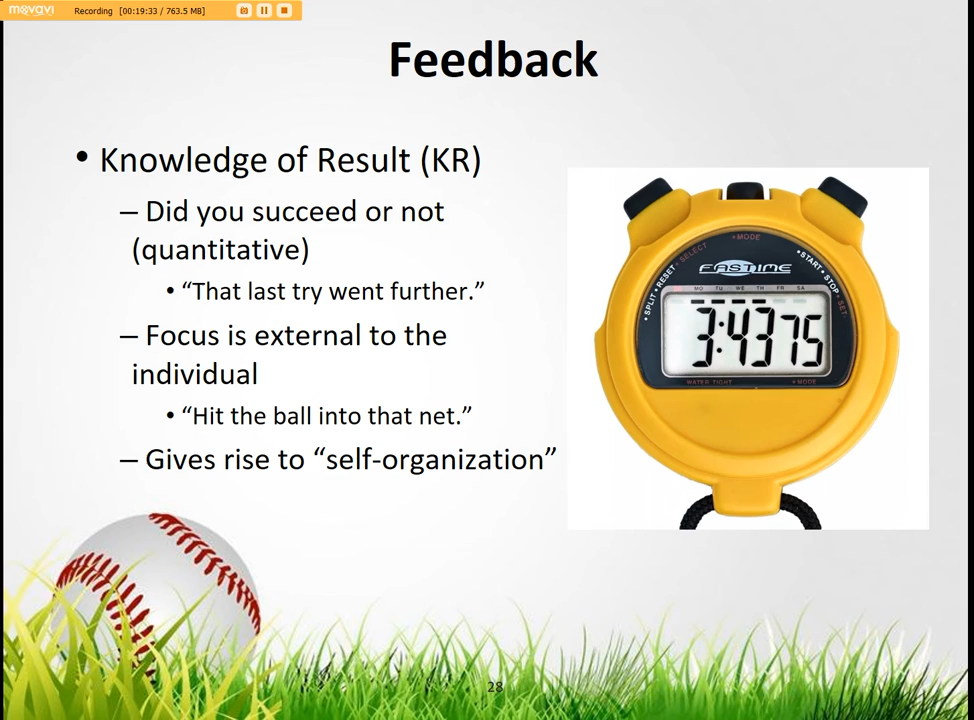 movavi Recording [00:19:33 / 763.5 MB]
Feedback
• Knowledge of Result (KR)
– Did you succeed or not
(quantitative)
• “That last try went further.”
– Focus is external to the
individual
• “Hit the ball into that net.”
– Gives rise to “self-organization”
• MODE
• SPLIT • RESET • SELECT
• START • STOP • SET
FASTIME
MO TU WE TH FR SA
3:4375
WATER TIGHT • MODE
28